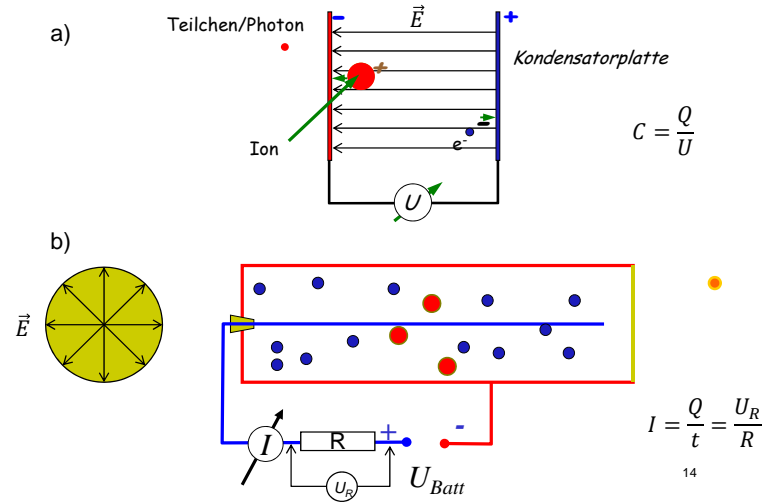 a)
Teilchen/Photon
-
E⃗
+
Kondensatorplatte
+
Ion
-
e⁻
C = Q/U
U
b)
E⃗
I
R
+
-
U_R
U_Batt
I = Q/t = U_R/R
14